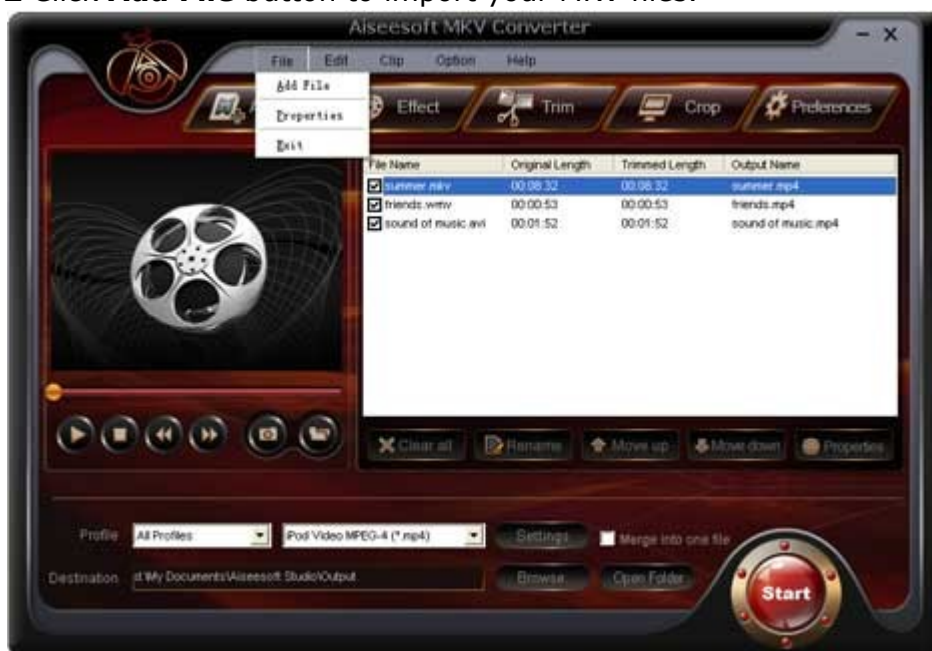 Click Add File button to import your MKV files.
Aiseesoft MKV Converter
File Edit Clip Option Help
Add File
Properties
Exit
Effect Trim Crop Preferences
File Name Original Length Trimmed Length Output Name
summer.mkv 00:08:32 00:08:32 summer.mp4
friends.wmv 00:00:53 00:00:53 friends.mp4
sound of music.avi 00:01:52 00:01:52 sound of music.mp4
Clear all Rename Move up Move down Properties
Profile All Profiles iPod Video MPEG-4 (*.mp4) Settings Merge into one file
Destination d:\My Documents\Aiseesoft Studio\Output Browse Open Folder
Start